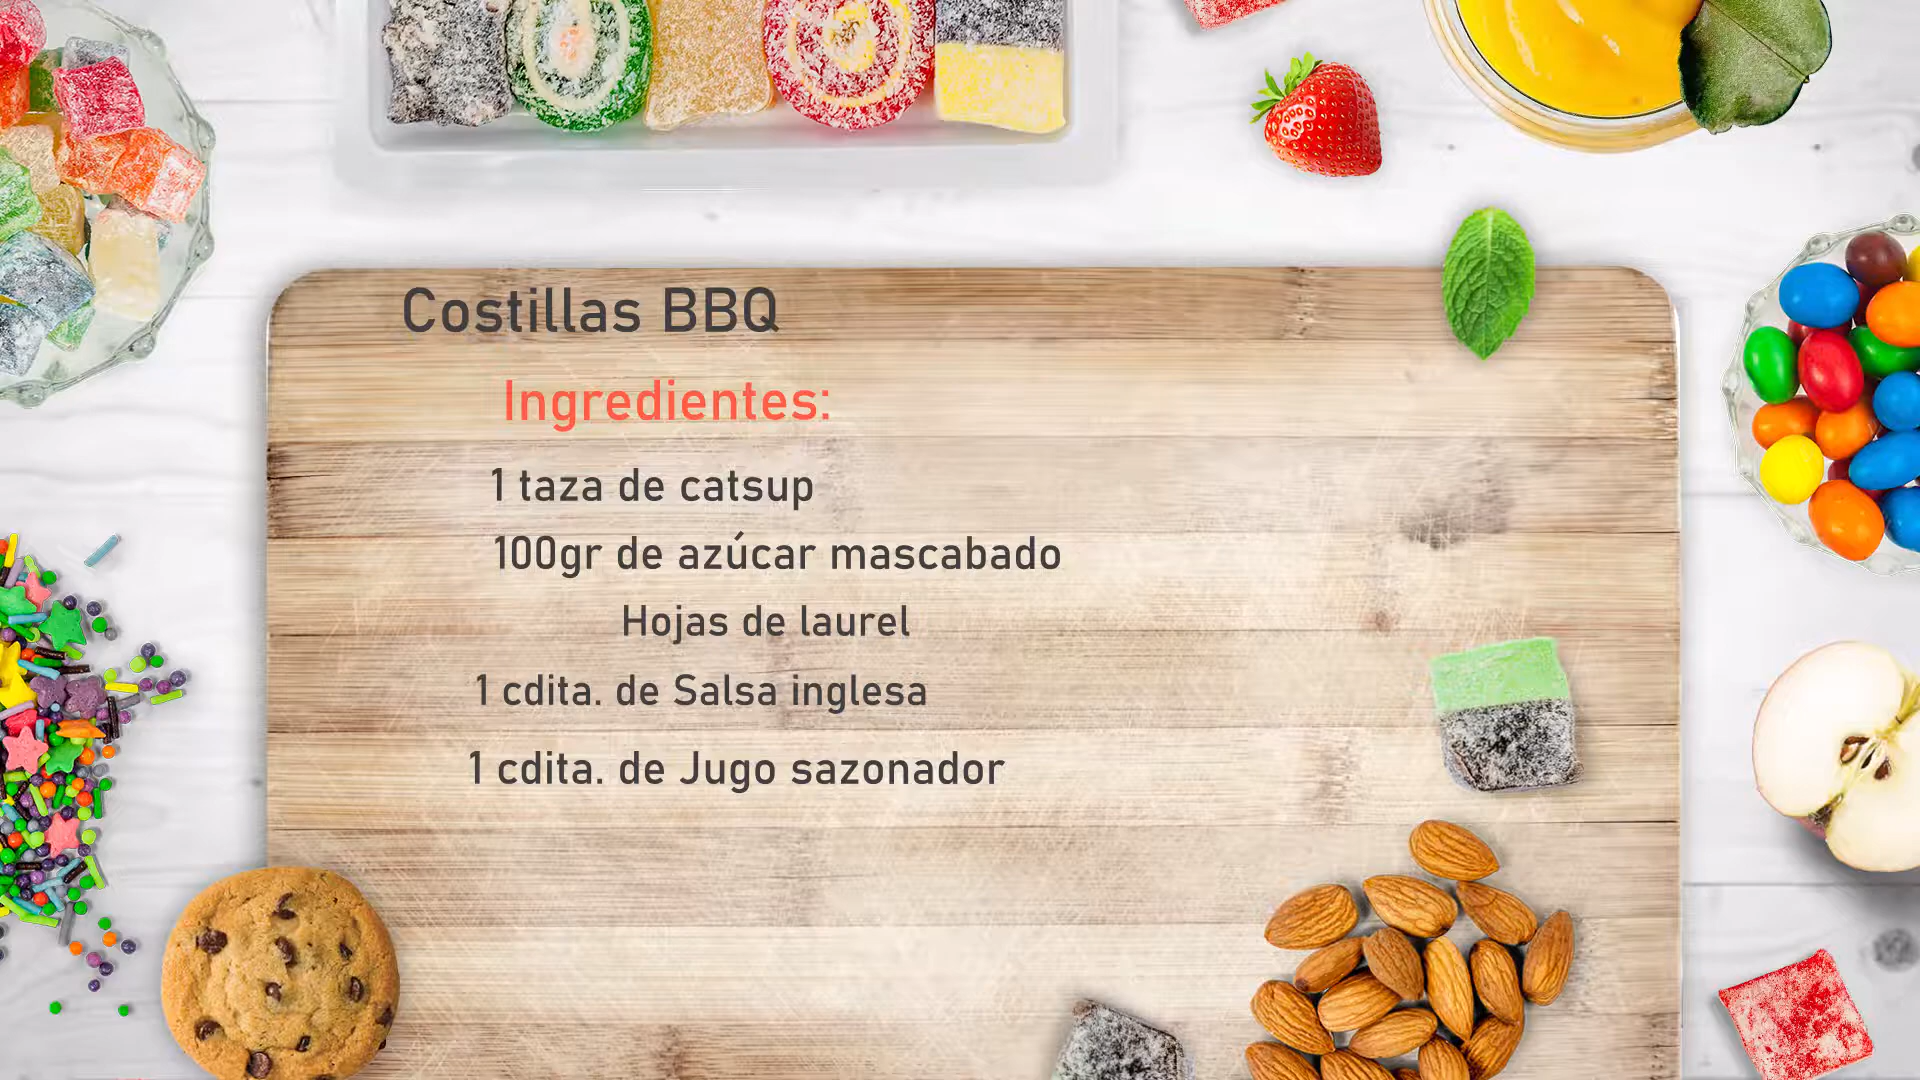 Costillas BBQ
Ingredientes:
1 taza de catsup
100gr de azúcar mascabado
Hojas de laurel
1 cdita. de Salsa inglesa
1 cdita. de Jugo sazonador